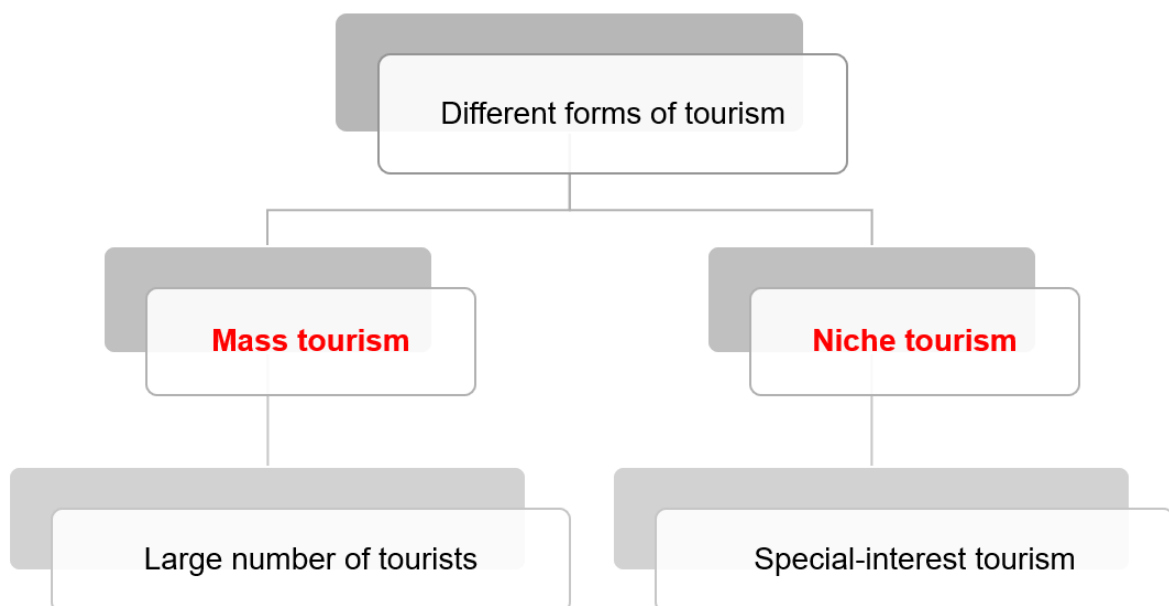 Different forms of tourism
Mass tourism
Niche tourism
Large number of tourists
Special-interest tourism